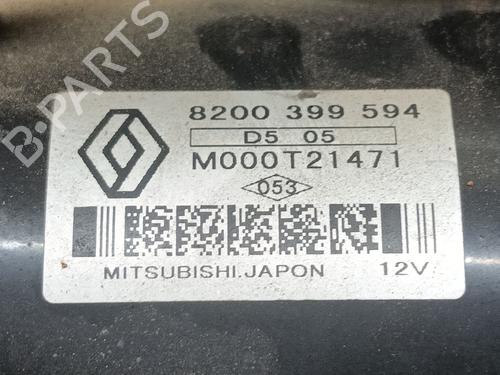 8200 399 594
D5 05
M000T21471
053
MITSUBISHI.JAPON 12V
B-PARTS